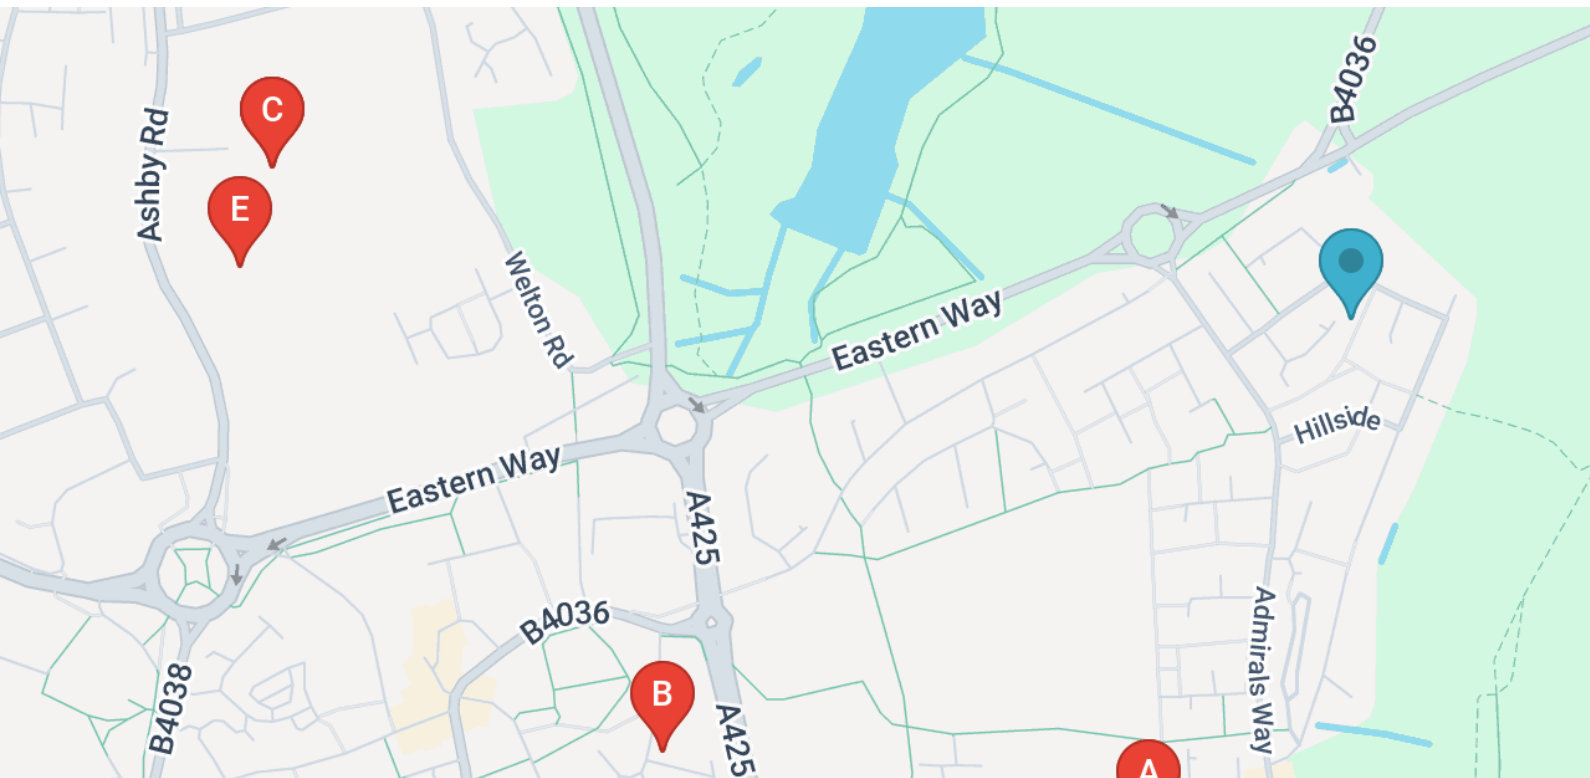 B4036
C
Ashby Rd
E
Welton Rd
Eastern Way
Hillside
Eastern Way
A425
B4036
Admirals Way
B4038
B
A425
A